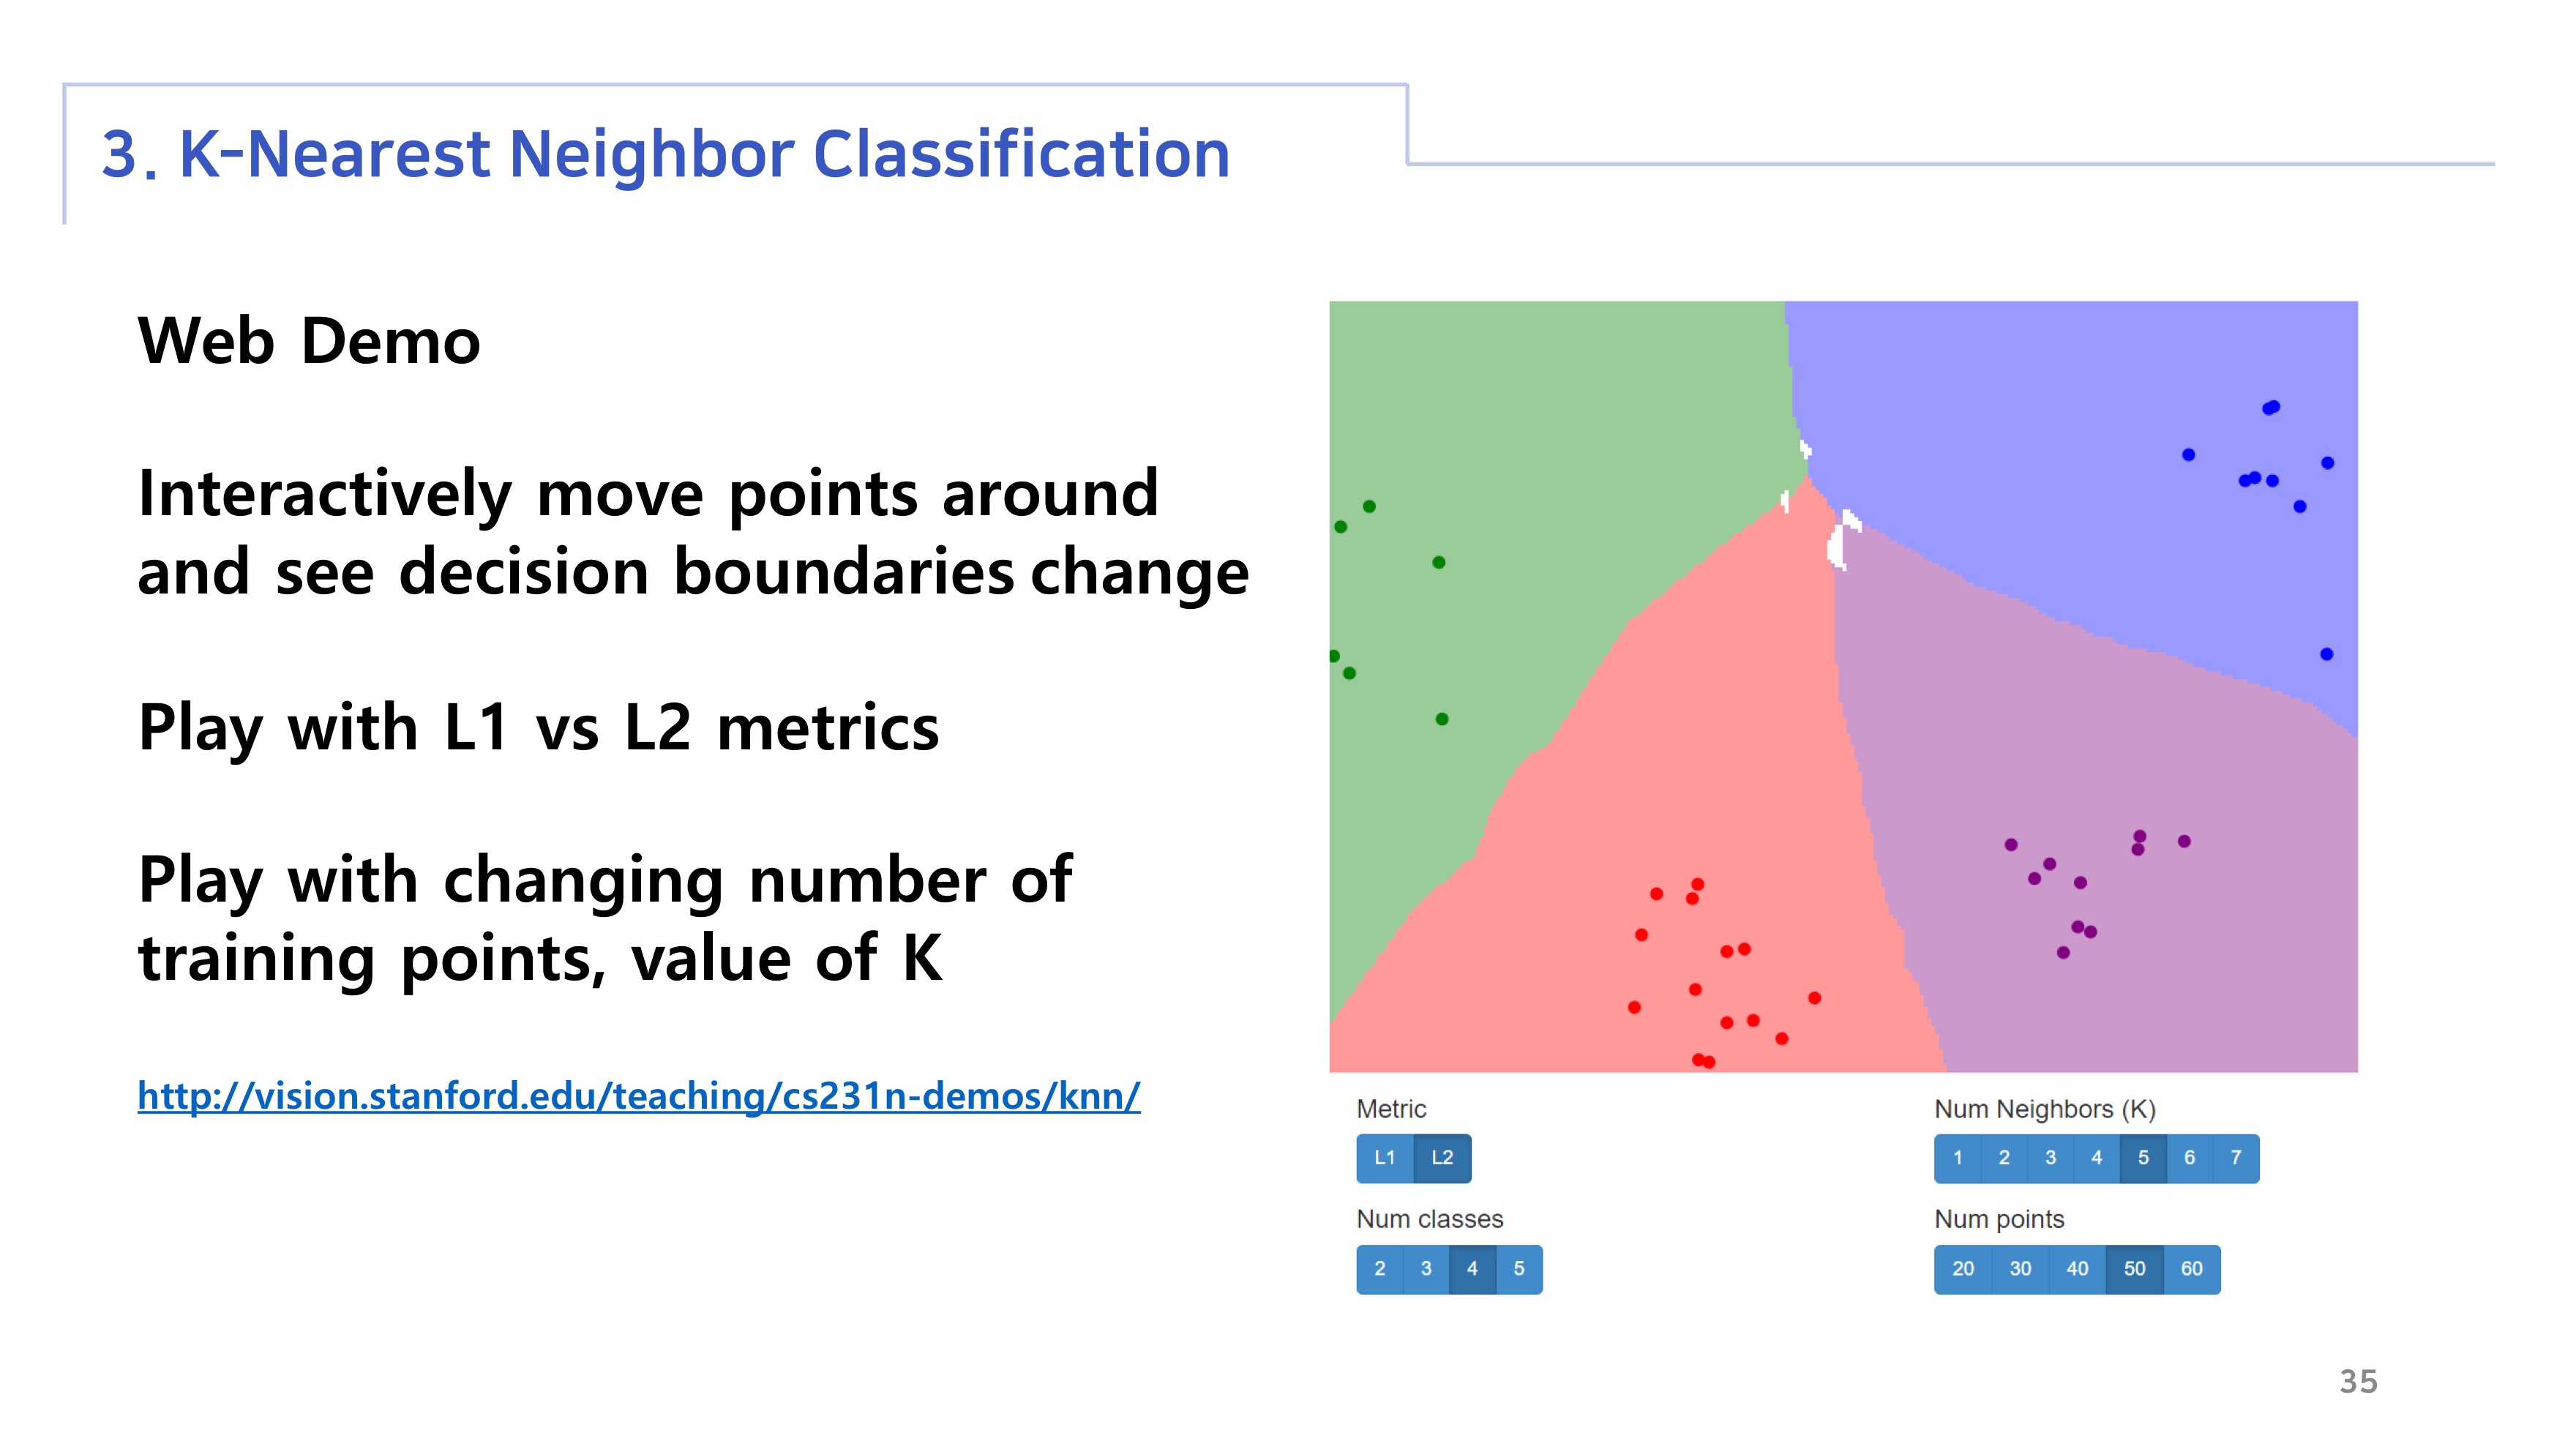 3. K-Nearest Neighbor Classification
Web Demo
Interactively move points around
and see decision boundaries change
Play with L1 vs L2 metrics
Play with changing number of
training points, value of K
http://vision.stanford.edu/teaching/cs231n-demos/knn/
Metric
L1 L2
Num Neighbors (K)
1 2 3 4 5 6 7
Num classes
2 3 4 5
Num points
20 30 40 50 60
35